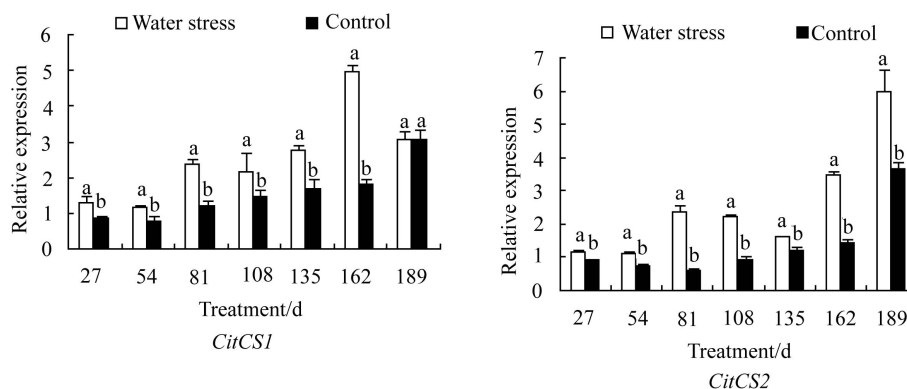 Water stress Control
Relative expression
6
5
4
3
2
1
0
a b a b a b a b a b a b a a
27 54 81 108 135 162 189
Treatment/d
CitCS1
Water stress Control
Relative expression
7
6
5
4
3
2
1
0
a b a b a b a b a b a b a b
27 54 81 108 135 162 189
Treatment/d
CitCS2